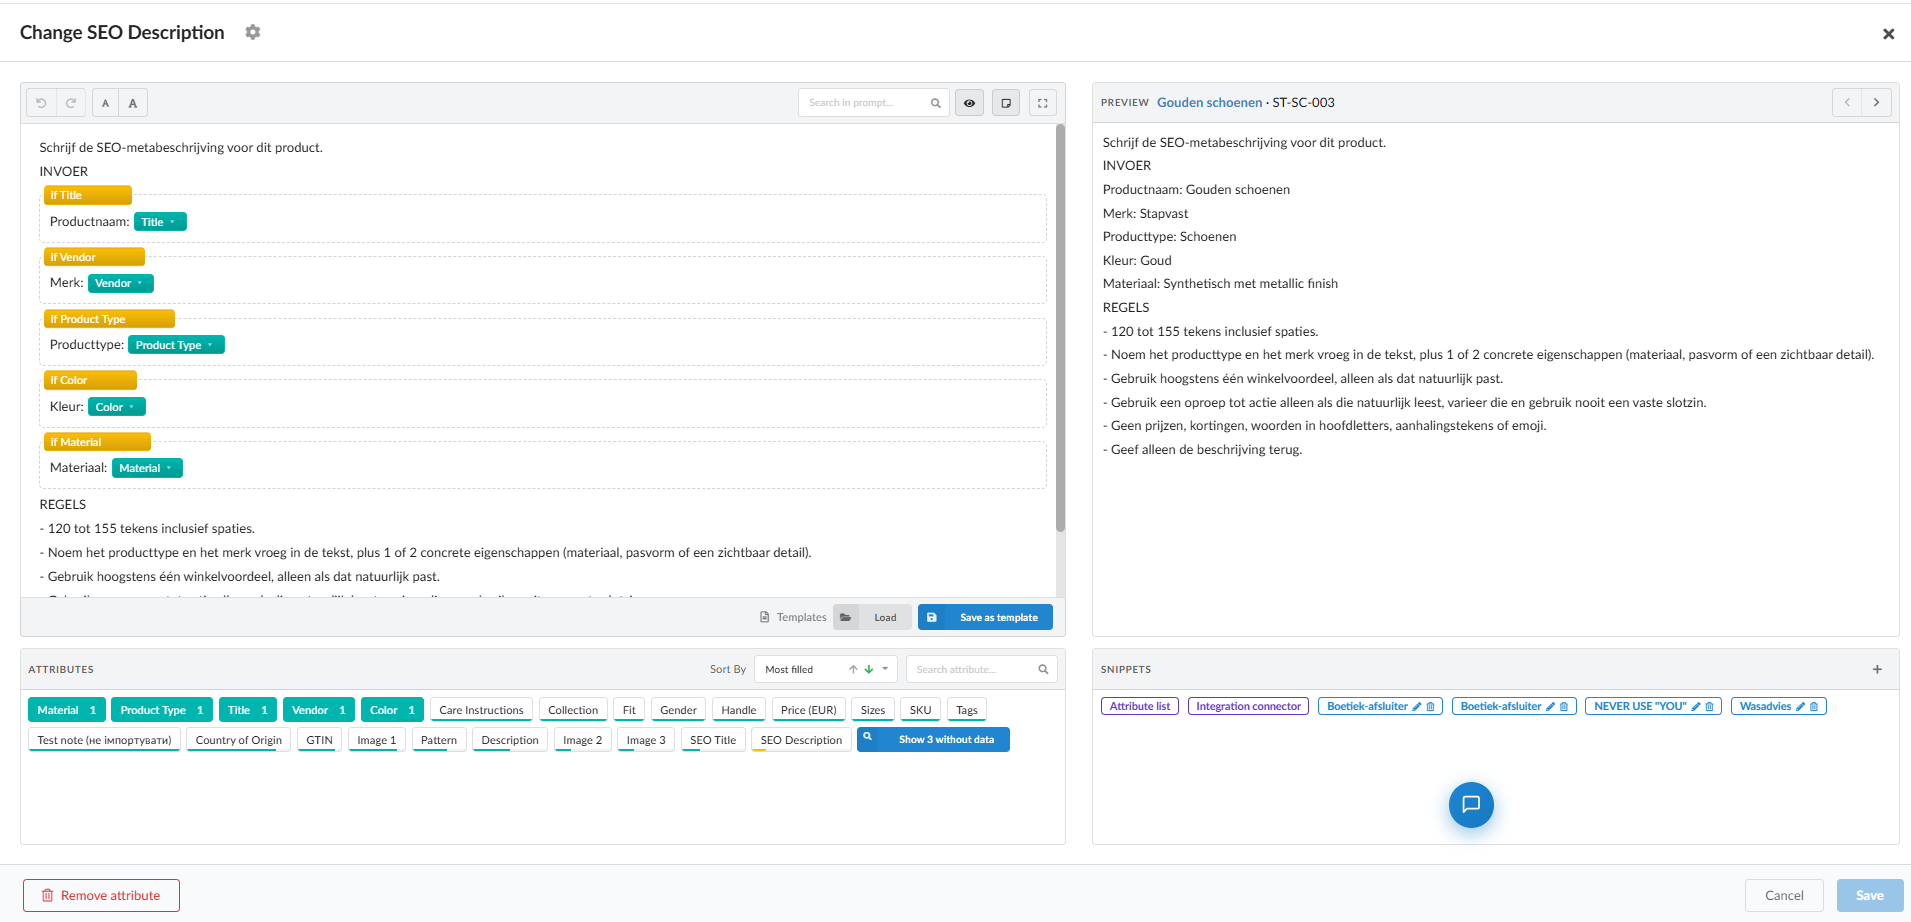 Change SEO Description
A A
Search in prompt...
Schrijf de SEO-metabeschrijving voor dit product.
INVOER
if Title
Productnaam: Title
if Vendor
Merk: Vendor
if Product Type
Producttype: Product Type
if Color
Kleur: Color
if Material
Materiaal: Material
REGELS
- 120 tot 155 tekens inclusief spaties.
- Noem het producttype en het merk vroeg in de tekst, plus 1 of 2 concrete eigenschappen (materiaal, pasvorm of een zichtbaar detail).
- Gebruik hoogstens één winkelvoordeel, alleen als dat natuurlijk past.
Templates Load Save as template
PREVIEW Gouden schoenen · ST-SC-003
Schrijf de SEO-metabeschrijving voor dit product.
INVOER
Productnaam: Gouden schoenen
Merk: Stapvast
Producttype: Schoenen
Kleur: Goud
Materiaal: Synthetisch met metallic finish
REGELS
- 120 tot 155 tekens inclusief spaties.
- Noem het producttype en het merk vroeg in de tekst, plus 1 of 2 concrete eigenschappen (materiaal, pasvorm of een zichtbaar detail).
- Gebruik hoogstens één winkelvoordeel, alleen als dat natuurlijk past.
- Gebruik een oproep tot actie alleen als die natuurlijk leest, varieer die en gebruik nooit een vaste slotzin.
- Geen prijzen, kortingen, woorden in hoofdletters, aanhalingstekens of emoji.
- Geef alleen de beschrijving terug.
ATTRIBUTES Sort By Most filled Search attribute...
Material 1 Product Type 1 Title 1 Vendor 1 Color 1 Care Instructions Collection Fit Gender Handle Price (EUR) Sizes SKU Tags
Test note (не імпортувати) Country of Origin GTIN Image 1 Pattern Description Image 2 Image 3 SEO Title SEO Description Show 3 without data
SNIPPETS
Attribute list Integration connector Boetiek-afsluiter Boetiek-afsluiter NEVER USE "YOU" Wasadvies
Remove attribute
Cancel Save